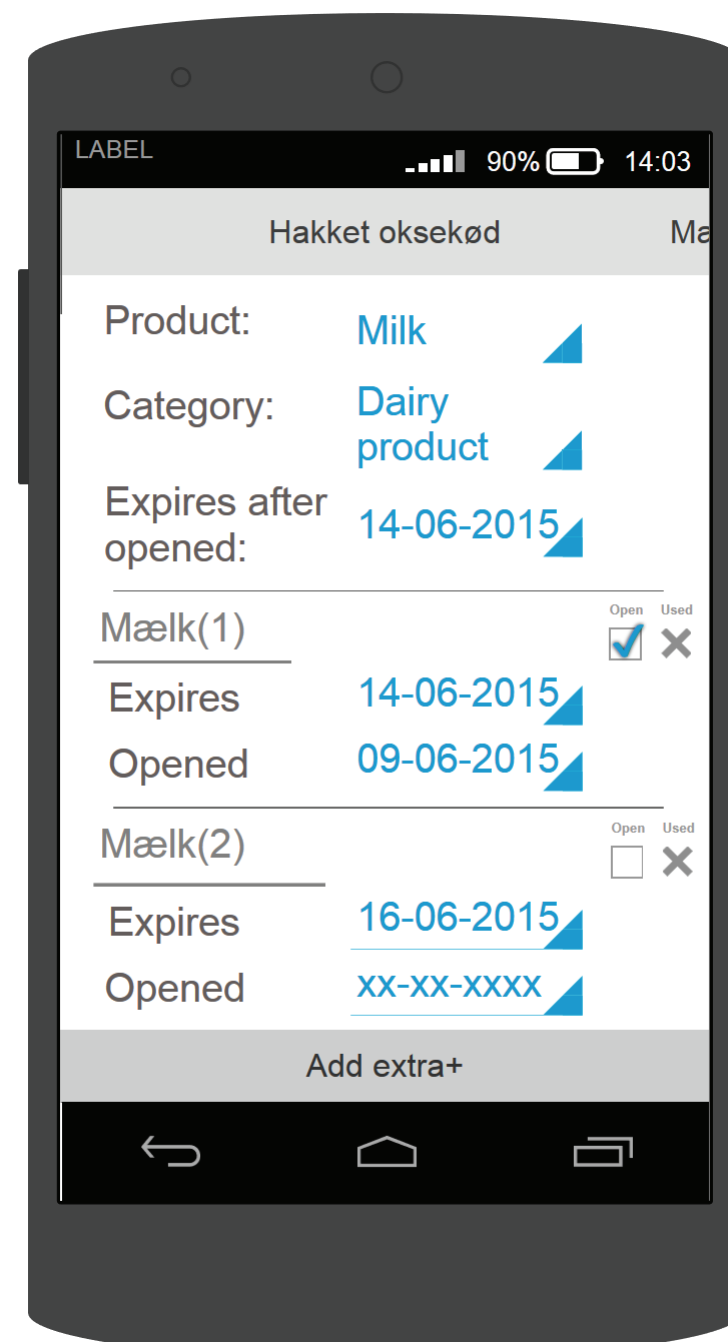 LABEL 90% 14:03
Hakket oksekød Ma
Product: Milk
Category: Dairy
product
Expires after
opened: 14-06-2015
Open Used
Mælk(1)
Expires 14-06-2015
Opened 09-06-2015
Open Used
Mælk(2)
Expires 16-06-2015
Opened xx-xx-xxxx
Add extra+